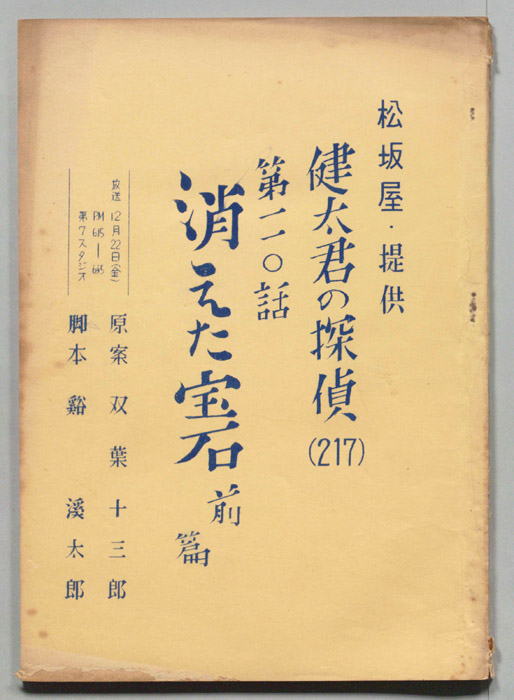 松坂屋・提供
健太君の探偵(217)
第一一〇話
消えた宝石 前篇
放送 12月22日(金)
PM 6.15 — 6.45
第7スタジオ
原案 双葉十三郎
脚本 谿 渓太郎